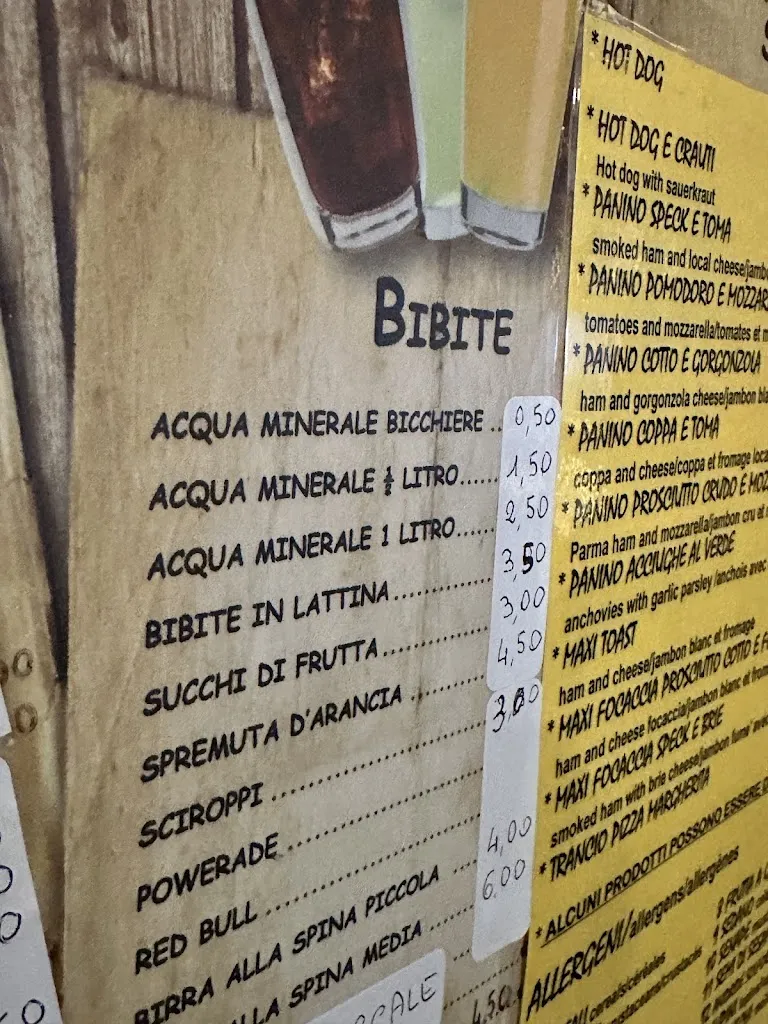 BIBITE
ACQUA MINERALE BICCHIERE .. 0,50
ACQUA MINERALE ½ LITRO...... 1,50
ACQUA MINERALE 1 LITRO...... 2,50
BIBITE IN LATTINA.............. 3,50
SUCCHI DI FRUTTA.............. 3,00
SPREMUTA D'ARANCIA .......... 4,50
SCIROPPI ...................... 3,00
POWERADE......................
RED BULL ......................
BIRRA ALLA SPINA PICCOLA .... 4,00
ALLA SPINA MEDIA ........ 6,00
4,50
* HOT DOG
* HOT DOG E CRAUTI
Hot dog with sauerkraut
* PANINO SPECK E TOMA
smoked ham and local cheese/jambo
* PANINO POMODORO E MOZZAR
tomatoes and mozzarella/tomates et m
* PANINO COTTO E GORGONZOLA
ham and gorgonzola cheese/jambon bla
* PANINO COPPA E TOMA
coppa and cheese/coppa et fromage loca
* PANINO PROSCIUTTO CRUDO E MOZ
Parma ham and mozzarella/jambon cru et
* PANINO ACCIUGHE AL VERDE
anchovies with garlic parsley /anchois avec
* MAXI TOAST
ham and cheese/jambon blanc et fromage
* MAXI FOCACCIA PROSCIUTTO COTTO E F
ham and cheese focaccia/jambon blanc et from
* MAXI FOCACCIA SPECK E BRIE
smoked ham with brie cheese/jambon fumé avec
* TRANCIO PIZZA MARGHERITA
* ALCUNI PRODOTTI POSSONO ESSERE
ALLERGENI/allergens/allergènes
cereals/céréales